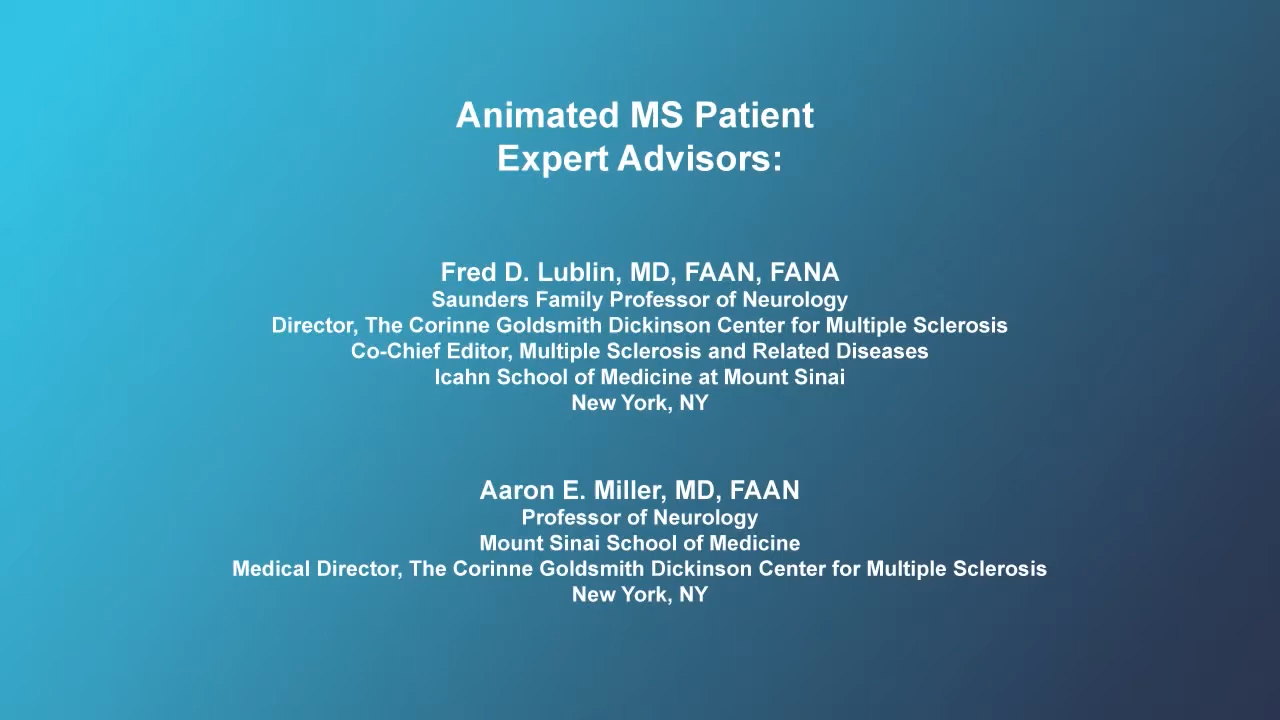 Animated MS Patient
Expert Advisors:
Fred D. Lublin, MD, FAAN, FANA
Saunders Family Professor of Neurology
Director, The Corinne Goldsmith Dickinson Center for Multiple Sclerosis
Co-Chief Editor, Multiple Sclerosis and Related Diseases
Icahn School of Medicine at Mount Sinai
New York, NY
Aaron E. Miller, MD, FAAN
Professor of Neurology
Mount Sinai School of Medicine
Medical Director, The Corinne Goldsmith Dickinson Center for Multiple Sclerosis
New York, NY